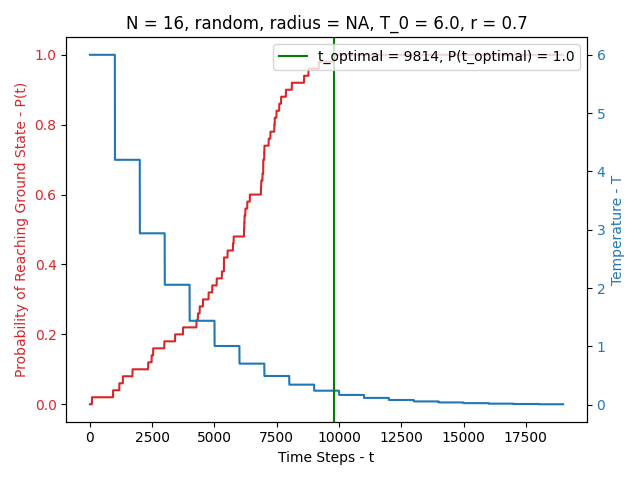 N = 16, random, radius = NA, T_0 = 6.0, r = 0.7
t_optimal = 9814, P(t_optimal) = 1.0
Probability of Reaching Ground State - P(t)
1.0
0.8
0.6
0.4
0.2
0.0
6
5
4
3
2
1
0
Temperature - T
0 2500 5000 7500 10000 12500 15000 17500
Time Steps - t